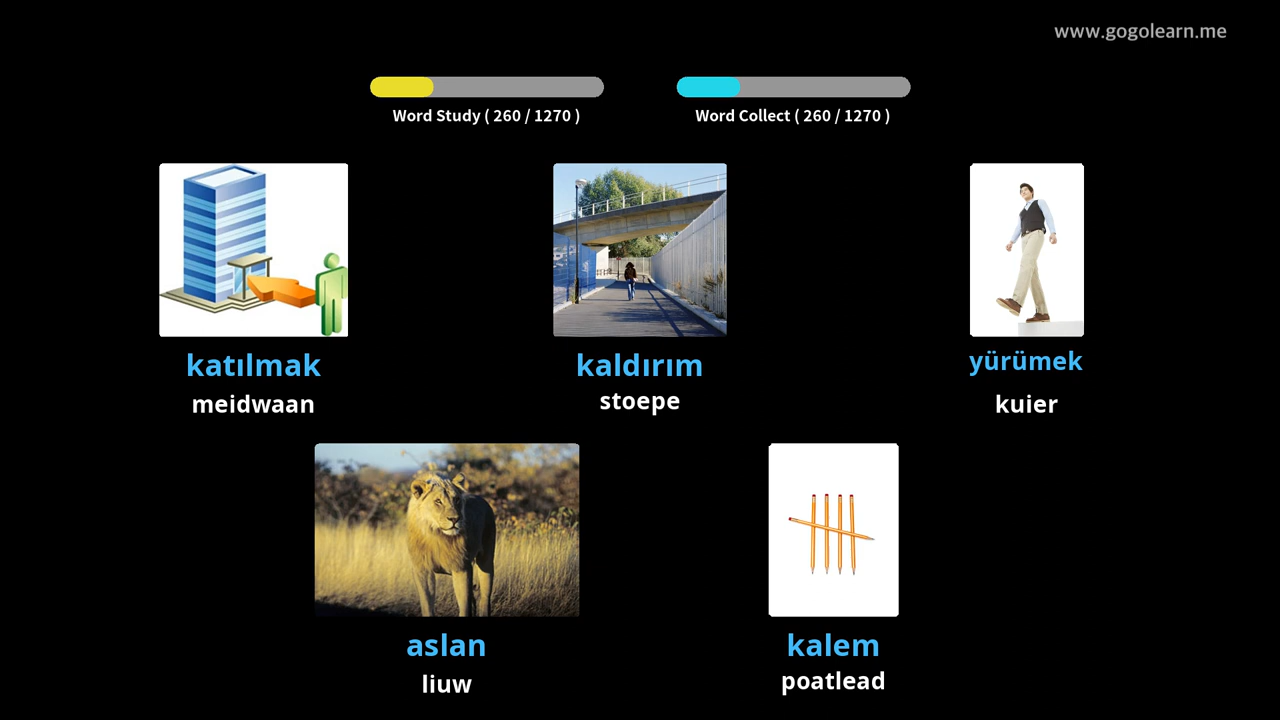 www.gogolearn.me
Word Study ( 260 / 1270 )
Word Collect ( 260 / 1270 )
katılmak
meidwaan
kaldırım
stoepe
yürümek
kuier
aslan
liuw
kalem
poatlead